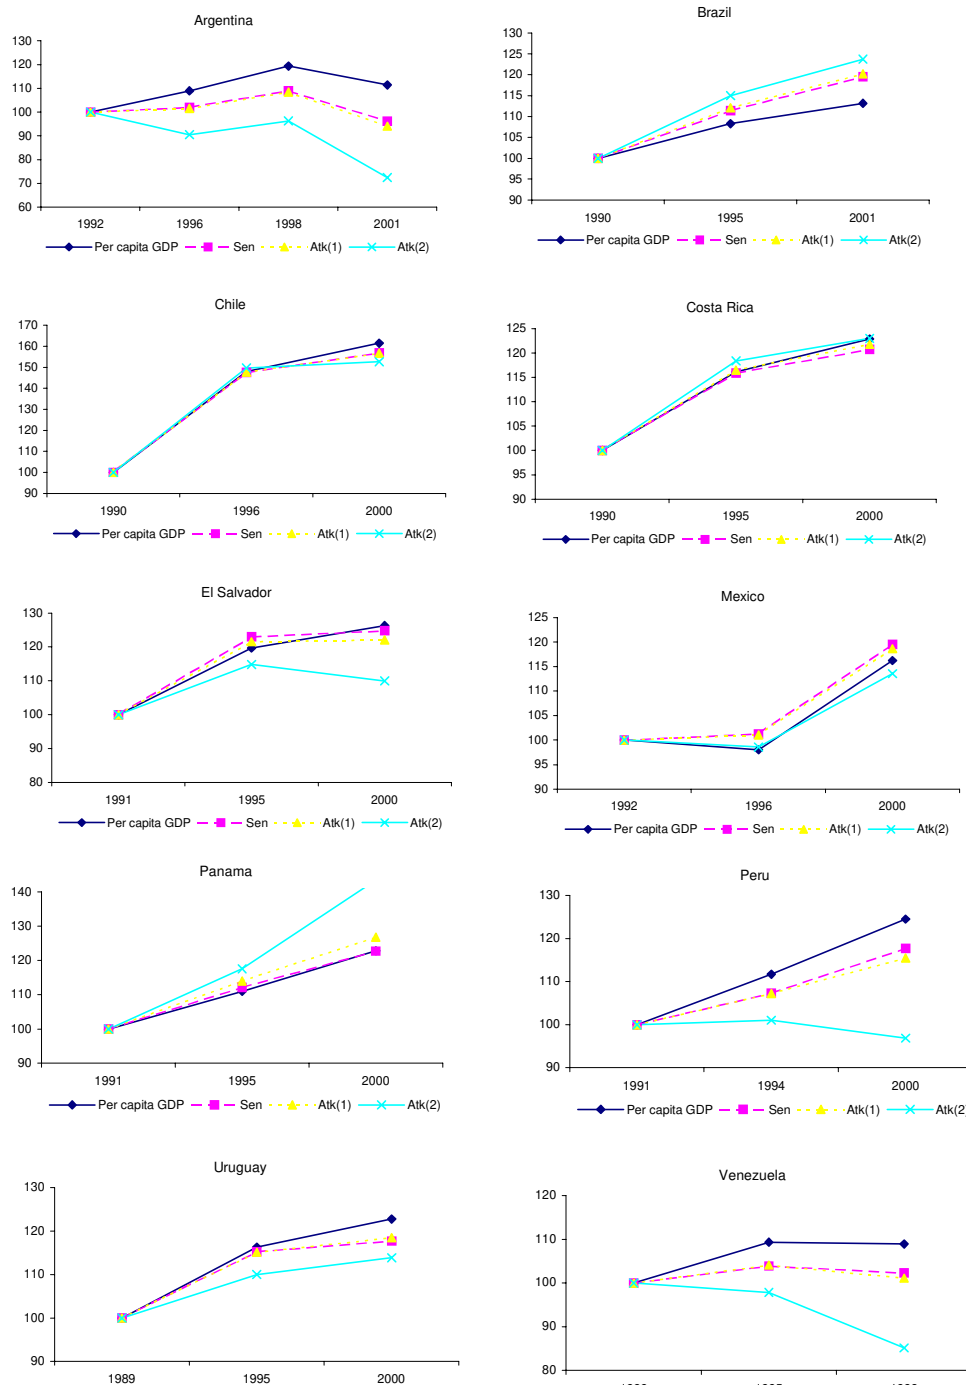 Argentina
130
120
110
100
90
80
70
60
1992 1996 1998 2001
Per capita GDP Sen Atk(1) Atk(2)
Brazil
130
125
120
115
110
105
100
95
90
1990 1995 2001
Per capita GDP Sen Atk(1) Atk(2)
Chile
170
160
150
140
130
120
110
100
90
1990 1996 2000
Per capita GDP Sen Atk(1) Atk(2)
Costa Rica
125
120
115
110
105
100
95
90
1990 1995 2000
Per capita GDP Sen Atk(1) Atk(2)
El Salvador
130
120
110
100
90
80
1991 1995 2000
Per capita GDP Sen Atk(1) Atk(2)
Mexico
125
120
115
110
105
100
95
90
1992 1996 2000
Per capita GDP Sen Atk(1) Atk(2)
Panama
140
130
120
110
100
90
1991 1995 2000
Per capita GDP Sen Atk(1) Atk(2)
Peru
130
120
110
100
90
1991 1994 2000
Per capita GDP Sen Atk(1) Atk(2)
Uruguay
130
120
110
100
90
1989 1995 2000
Venezuela
120
110
100
90
80